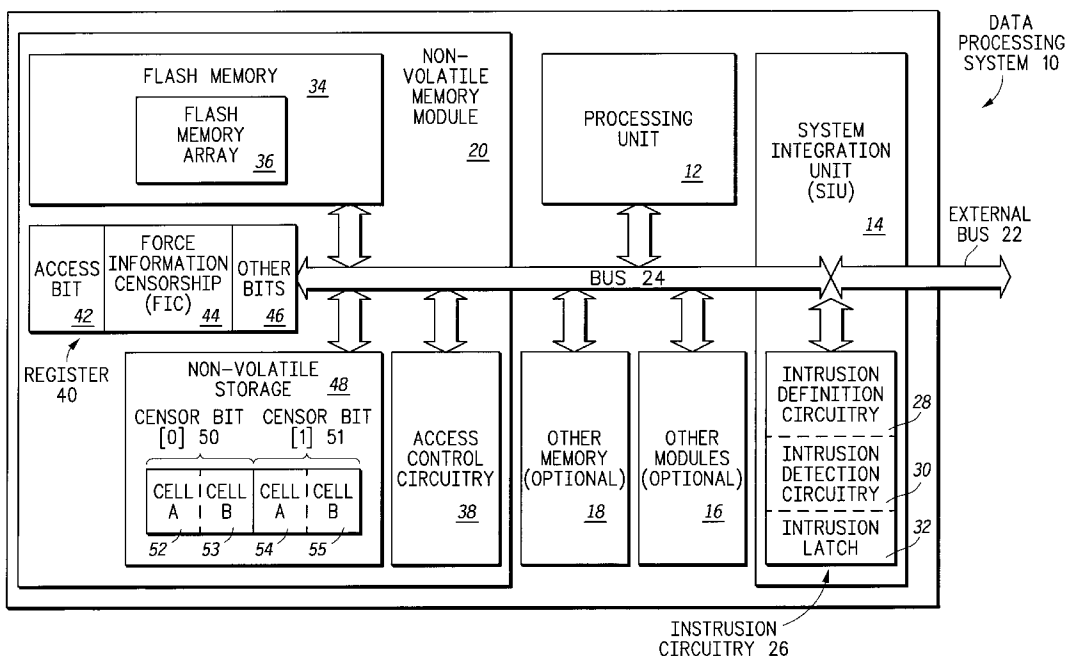 DATA
PROCESSING
SYSTEM 10
NON-
VOLATILE
MEMORY
MODULE
20
FLASH MEMORY
34
FLASH
MEMORY
ARRAY
36
PROCESSING
UNIT
12
SYSTEM
INTEGRATION
UNIT
(SIU)
14
EXTERNAL
BUS 22
ACCESS
BIT
42
FORCE
INFORMATION
CENSORSHIP
(FIC)
44
OTHER
BITS
46
BUS 24
REGISTER
40
NON-VOLATILE
STORAGE
48
CENSOR BIT
[0] 50
CENSOR BIT
[1] 51
CELL
A
CELL
B
CELL
A
CELL
B
52
53
54
55
ACCESS
CONTROL
CIRCUITRY
38
OTHER
MEMORY
(OPTIONAL)
18
OTHER
MODULES
(OPTIONAL)
16
INTRUSION
DEFINITION
CIRCUITRY
28
INTRUSION
DETECTION
CIRCUITRY
30
INTRUSION
LATCH
32
INSTRUSION
CIRCUITRY 26